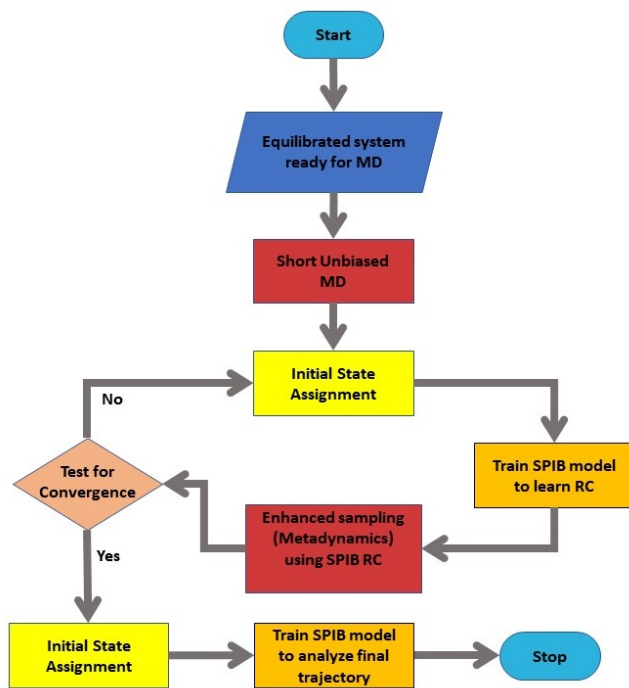 Start
Equilibrated system
ready for MD
Short Unbiased
MD
Initial State
Assignment
No
Train SPIB model
to learn RC
Test for
Convergence
Enhanced sampling
(Metadynamics)
using SPIB RC
Yes
Initial State
Assignment
Train SPIB model
to analyze final
trajectory
Stop